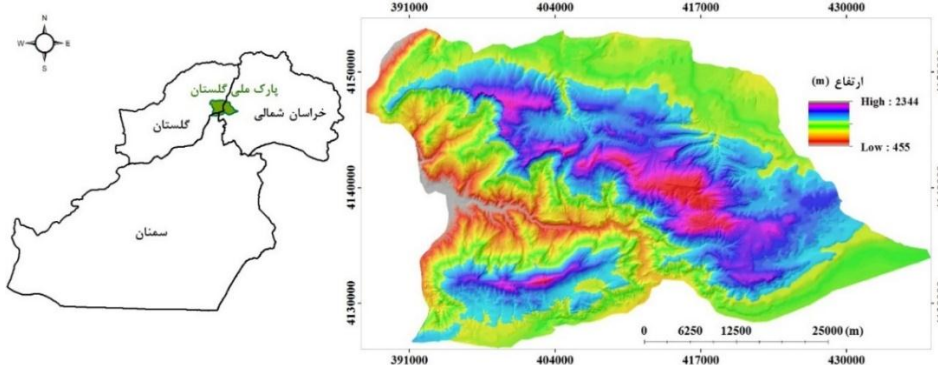 N
W E
S
پارک ملی گلستان
خراسان شمالی
گلستان
سمنان
391000 404000 417000 430000
4150000
4140000
4130000
ارتفاع (m)
High : 2344
Low : 455
0 6250 12500 25000 (m)
391000 404000 417000 430000